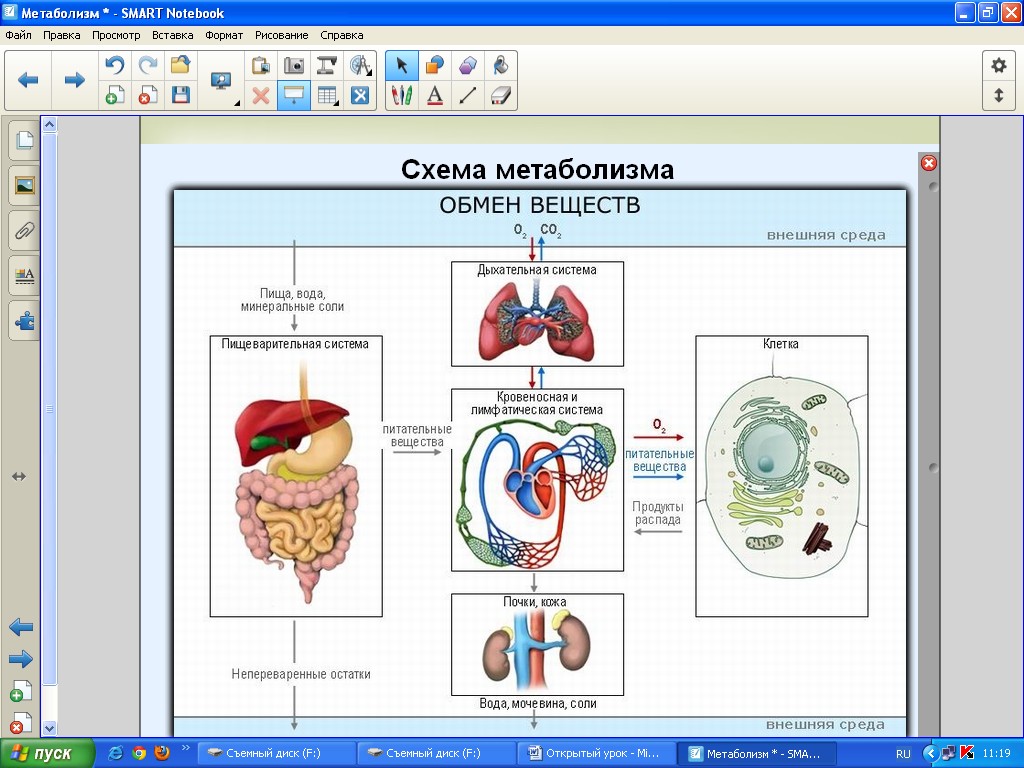 Метаболизм * - SMART Notebook
Файл Правка Просмотр Вставка Формат Рисование Справка
Схема метаболизма
ОБМЕН ВЕЩЕСТВ
O2 CO2
внешняя среда
Дыхательная система
Пища, вода,
минеральные соли
Пищеварительная система
Клетка
Кровеносная и
лимфатическая система
питательные
вещества
O2
питательные
вещества
Продукты
распада
Почки, кожа
Непереваренные остатки
Вода, мочевина, соли
внешняя среда
пуск
Съемный диск (F:)
Съемный диск (F:)
Открытый урок - Mi...
Метаболизм * - SMA...
RU
11:19